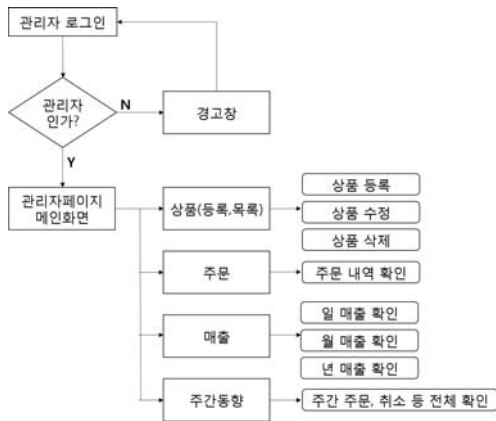 관리자 로그인
관리자
인가?
N
경고창
Y
관리자페이지
메인화면
상품(등록,목록)
상품 등록
상품 수정
상품 삭제
주문
주문 내역 확인
매출
일 매출 확인
월 매출 확인
년 매출 확인
주간동향
주간 주문, 취소 등 전체 확인